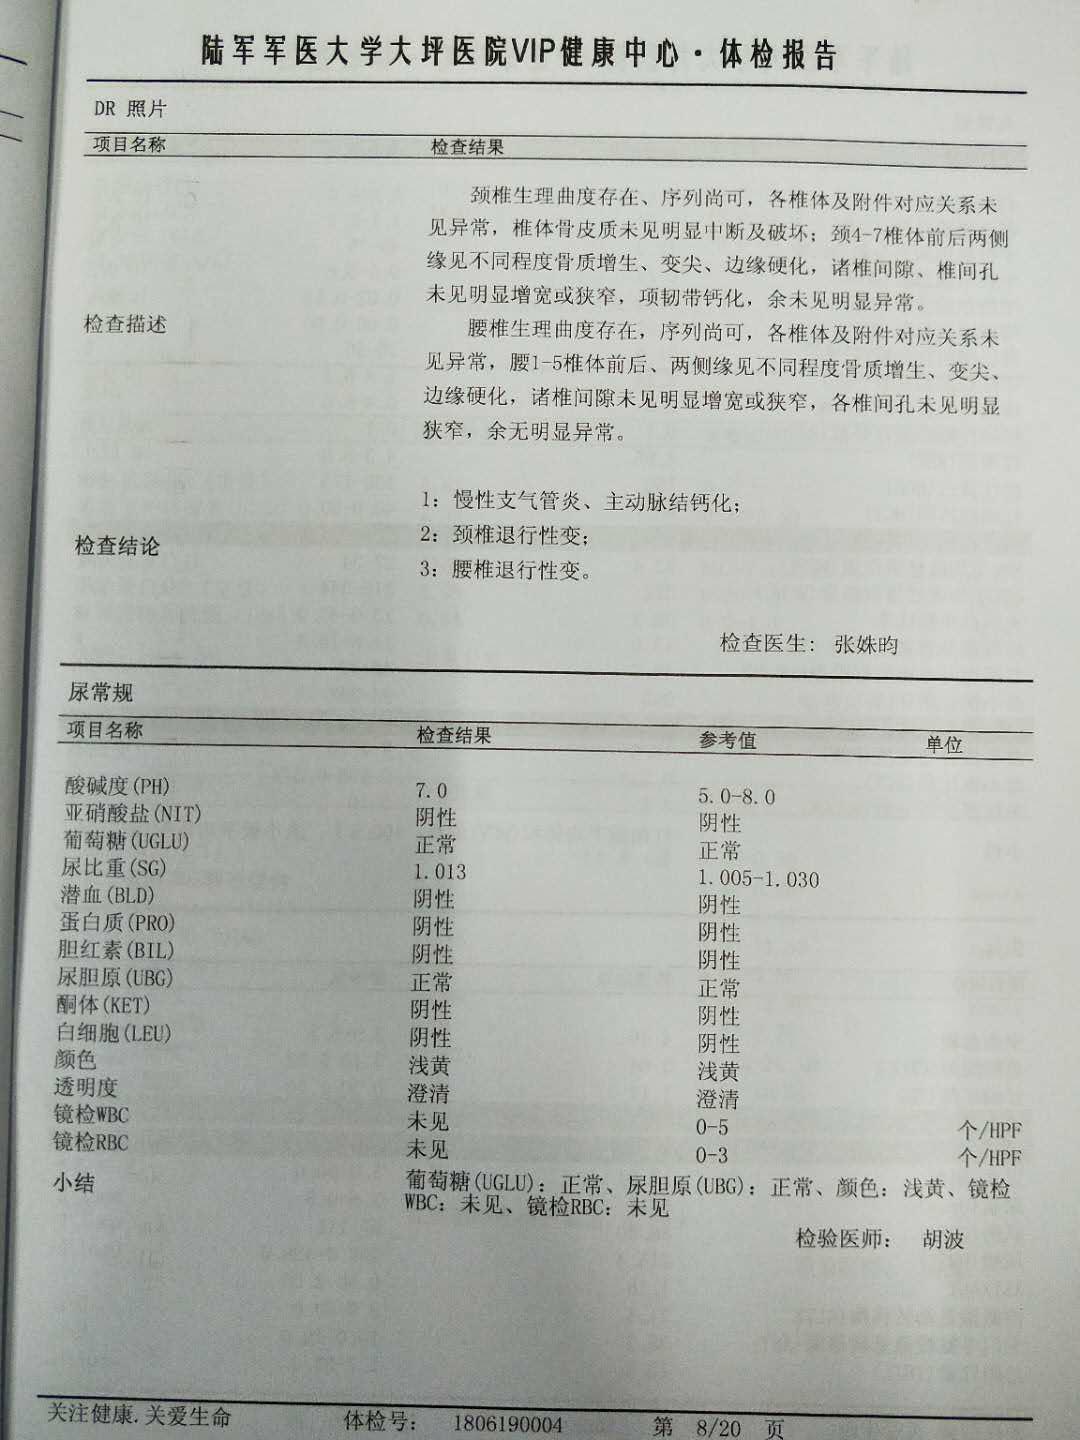 陆军军医大学大坪医院VIP健康中心·体检报告
DR 照片
项目名称 检查结果
颈椎生理曲度存在、序列尚可，各椎体及附件对应关系未
见异常，椎体骨皮质未见明显中断及破坏；颈4-7椎体前后两侧
缘见不同程度骨质增生、变尖、边缘硬化，诸椎间隙、椎间孔
未见明显增宽或狭窄，项韧带钙化，余未见明显异常。
检查描述
腰椎生理曲度存在，序列尚可，各椎体及附件对应关系未
见异常，腰1-5椎体前后、两侧缘见不同程度骨质增生、变尖、
边缘硬化，诸椎间隙未见明显增宽或狭窄，各椎间孔未见明显
狭窄，余无明显异常。
1：慢性支气管炎、主动脉结钙化；
检查结论 2：颈椎退行性变；
3：腰椎退行性变。
检查医生： 张姝昀
尿常规
项目名称 检查结果 参考值 单位
酸碱度(PH) 7.0 5.0-8.0
亚硝酸盐(NIT) 阴性 阴性
葡萄糖(UGLU) 正常 正常
尿比重(SG) 1.013 1.005-1.030
潜血(BLD) 阴性 阴性
蛋白质(PRO) 阴性 阴性
胆红素(BIL) 阴性 阴性
尿胆原(UBG) 正常 正常
酮体(KET) 阴性 阴性
白细胞(LEU) 阴性 阴性
颜色 浅黄 浅黄
透明度 澄清 澄清
镜检WBC 未见 0-5 个/HPF
镜检RBC 未见 0-3 个/HPF
小结 葡萄糖(UGLU)：正常、尿胆原(UBG)：正常、颜色：浅黄、镜检
WBC：未见、镜检RBC：未见
检验医师： 胡波
关注健康.关爱生命 体检号： 1806190004 第 8/20 页